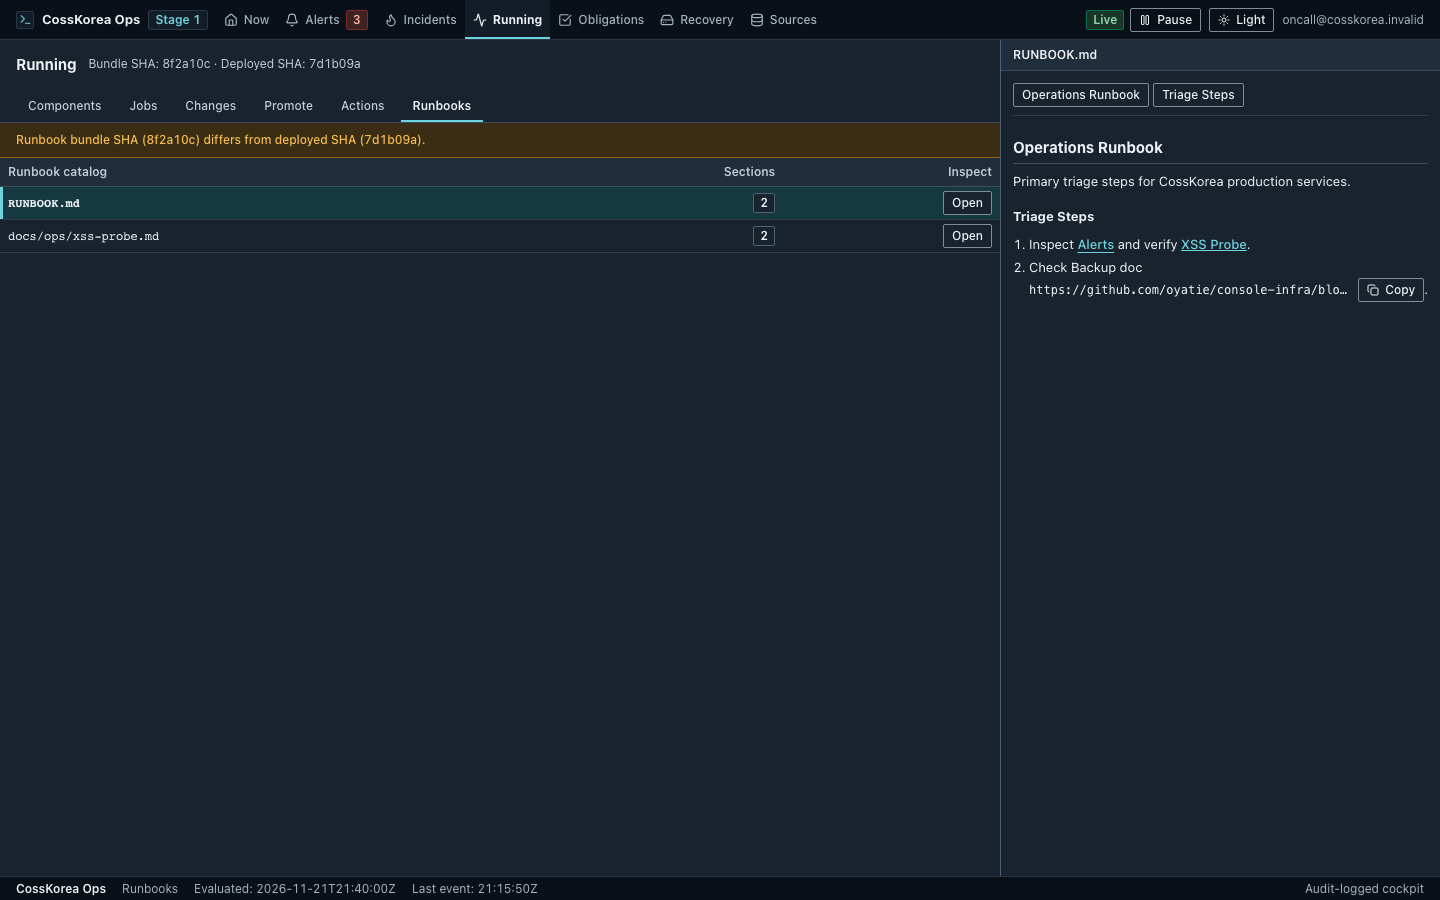 CossKorea Ops Stage 1 Now Alerts 3 Incidents Running Obligations Recovery Sources Live Pause Light oncall@cosskorea.invalid
Running Bundle SHA: 8f2a10c · Deployed SHA: 7d1b09a
Components Jobs Changes Promote Actions Runbooks
Runbook bundle SHA (8f2a10c) differs from deployed SHA (7d1b09a).
Runbook catalog Sections Inspect
RUNBOOK.md 2 Open
docs/ops/xss-probe.md 2 Open
RUNBOOK.md
Operations Runbook Triage Steps
Operations Runbook
Primary triage steps for CossKorea production services.
Triage Steps
1. Inspect Alerts and verify XSS Probe.
2. Check Backup doc
https://github.com/oyatie/console-infra/blo… Copy.
CossKorea Ops Runbooks Evaluated: 2026-11-21T21:40:00Z Last event: 21:15:50Z Audit-logged cockpit